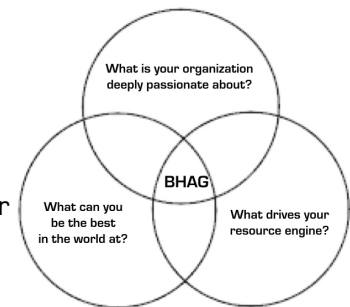 What is your organization
deeply passionate about?
BHAG
What can you
be the best
in the world at?
What drives your
resource engine?
r